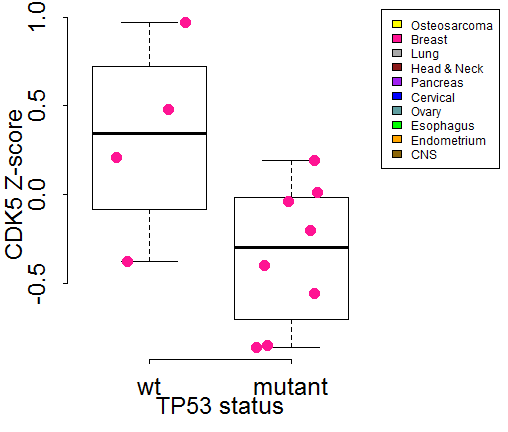 CDK5 Z-score
1.0
0.5
0.0
-0.5
wt
mutant
TP53 status
Osteosarcoma
Breast
Lung
Head & Neck
Pancreas
Cervical
Ovary
Esophagus
Endometrium
CNS